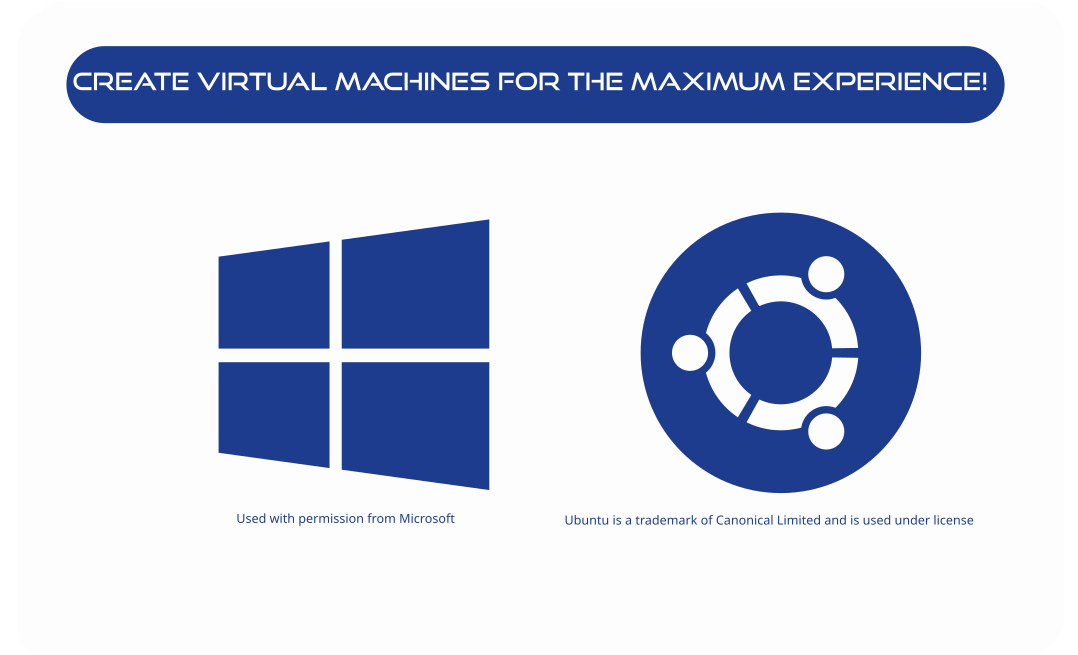 CREATE VIRTUAL MACHINES FOR THE MAXIMUM EXPERIENCE!
Used with permission from Microsoft
Ubuntu is a trademark of Canonical Limited and is used under license